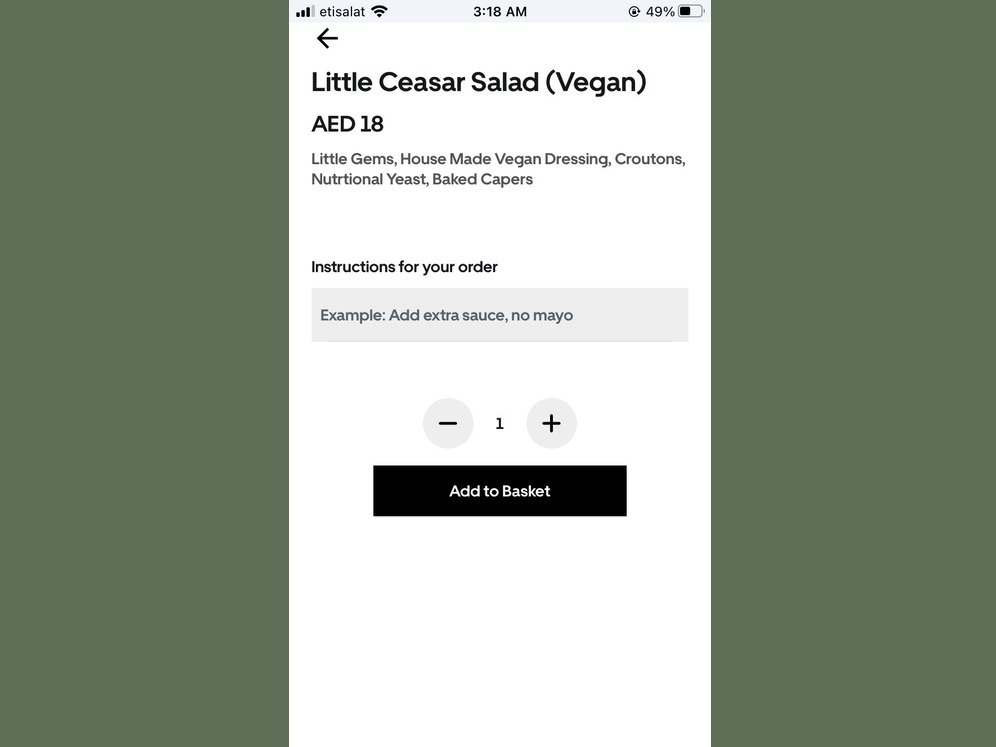 etisalat 3:18 AM 49%
Little Ceasar Salad (Vegan)
AED 18
Little Gems, House Made Vegan Dressing, Croutons,
Nutrtional Yeast, Baked Capers
Instructions for your order
Example: Add extra sauce, no mayo
1
Add to Basket